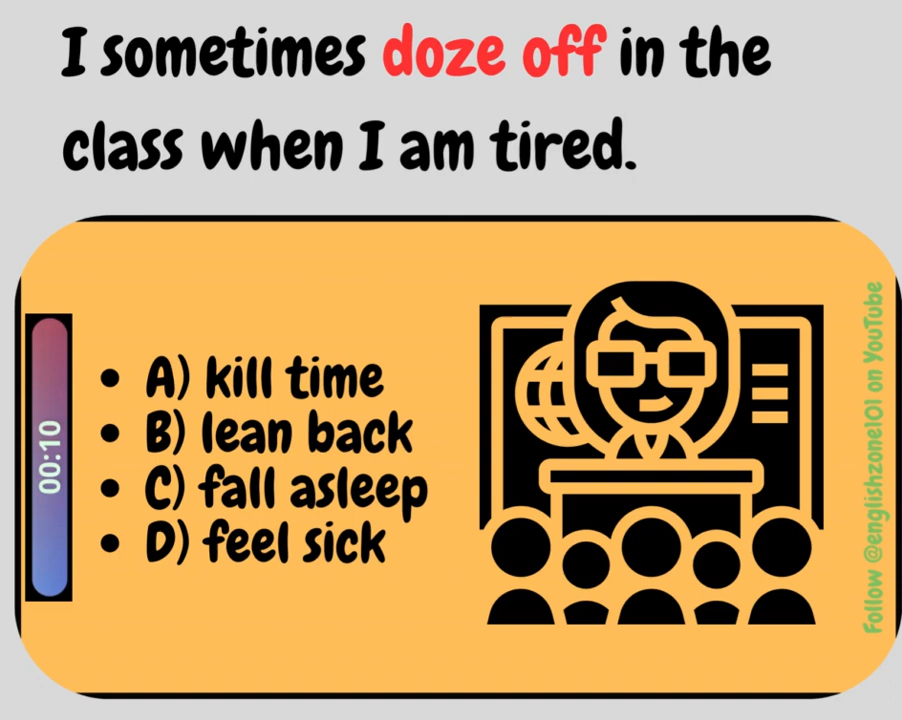 I sometimes doze off in the
class when I am tired.
00:10
• A) kill time
• B) lean back
• C) fall asleep
• D) feel sick
Follow @englishzone101 on YouTube